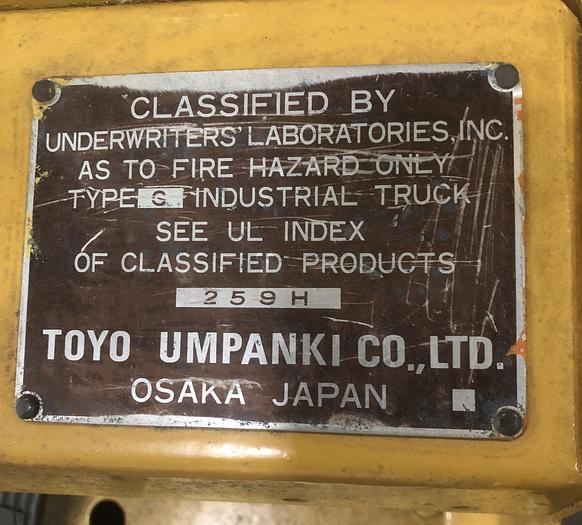 CLASSIFIED BY
UNDERWRITERS' LABORATORIES, INC.
AS TO FIRE HAZARD ONLY
TYPE G INDUSTRIAL TRUCK
SEE UL INDEX
OF CLASSIFIED PRODUCTS
259H
TOYO UMPANKI CO., LTD.
OSAKA JAPAN